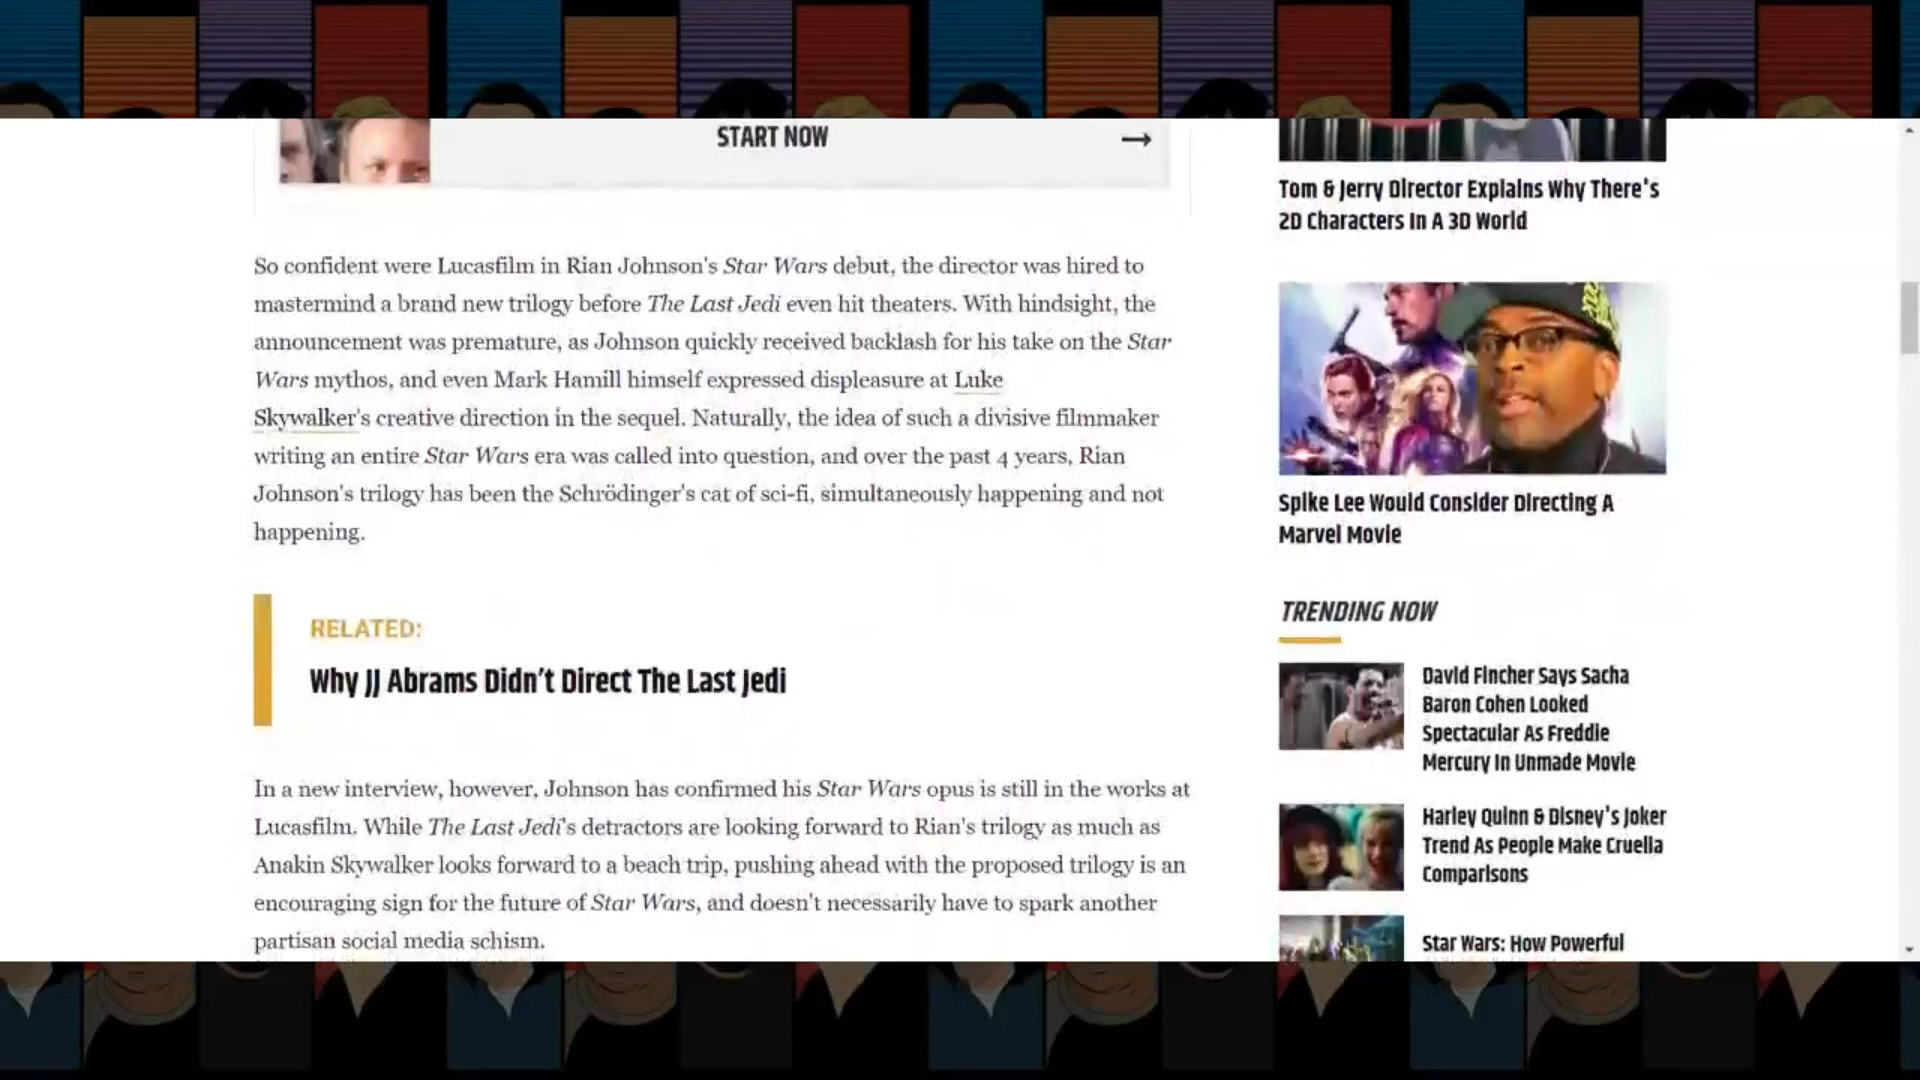 START NOW
So confident were Lucasfilm in Rian Johnson's Star Wars debut, the director was hired to
mastermind a brand new trilogy before The Last Jedi even hit theaters. With hindsight, the
announcement was premature, as Johnson quickly received backlash for his take on the Star
Wars mythos, and even Mark Hamill himself expressed displeasure at Luke
Skywalker's creative direction in the sequel. Naturally, the idea of such a divisive filmmaker
writing an entire Star Wars era was called into question, and over the past 4 years, Rian
Johnson's trilogy has been the Schrödinger's cat of sci-fi, simultaneously happening and not
happening.
RELATED:
Why JJ Abrams Didn't Direct The Last Jedi
In a new interview, however, Johnson has confirmed his Star Wars opus is still in the works at
Lucasfilm. While The Last Jedi's detractors are looking forward to Rian's trilogy as much as
Anakin Skywalker looks forward to a beach trip, pushing ahead with the proposed trilogy is an
encouraging sign for the future of Star Wars, and doesn't necessarily have to spark another
partisan social media schism.
Tom & Jerry Director Explains Why There's
2D Characters In A 3D World
Spike Lee Would Consider Directing A
Marvel Movie
TRENDING NOW
David Fincher Says Sacha
Baron Cohen Looked
Spectacular As Freddie
Mercury In Unmade Movie
Harley Quinn & Disney's Joker
Trend As People Make Cruella
Comparisons
Star Wars: How Powerful